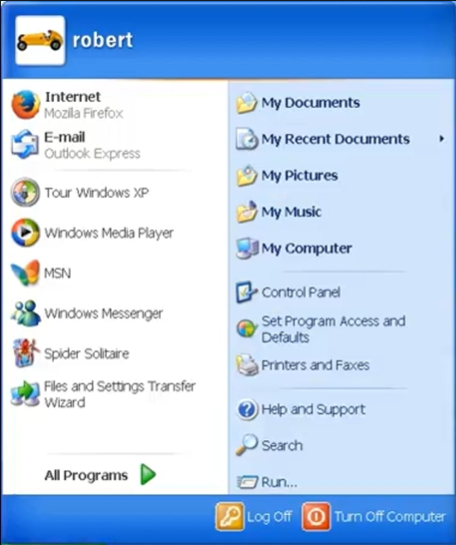 robert
Internet
Mozilla Firefox
E-mail
Outlook Express
Tour Windows XP
Windows Media Player
MSN
Windows Messenger
Spider Solitaire
Files and Settings Transfer
Wizard
All Programs
My Documents
My Recent Documents
My Pictures
My Music
My Computer
Control Panel
Set Program Access and
Defaults
Printers and Faxes
Help and Support
Search
Run...
Log Off
Turn Off Computer